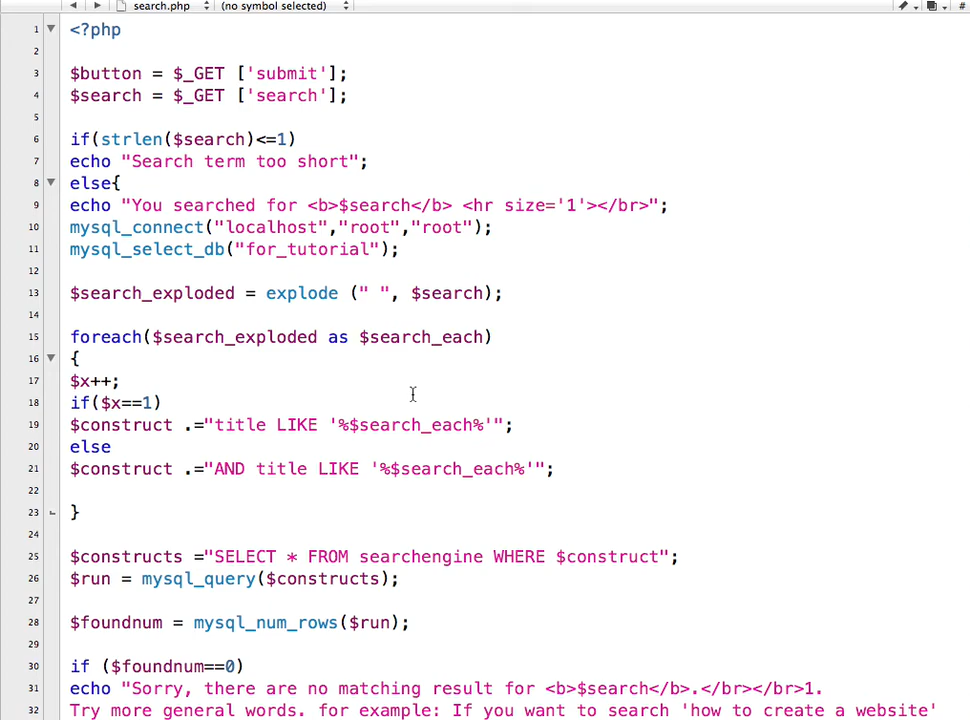 search.php (no symbol selected) #
1 <?php
2
3 $button = $_GET ['submit'];
4 $search = $_GET ['search'];
5
6 if(strlen($search)<=1)
7 echo "Search term too short";
8 else{
9 echo "You searched for <b>$search</b> <hr size='1'></br>";
10 mysql_connect("localhost","root","root");
11 mysql_select_db("for_tutorial");
12
13 $search_exploded = explode (" ", $search);
14
15 foreach($search_exploded as $search_each)
16 {
17 $x++;
18 if($x==1)
19 $construct .="title LIKE '%$search_each%'";
20 else
21 $construct .="AND title LIKE '%$search_each%'";
22
23 }
24
25 $constructs ="SELECT * FROM searchengine WHERE $construct";
26 $run = mysql_query($constructs);
27
28 $foundnum = mysql_num_rows($run);
29
30 if ($foundnum==0)
31 echo "Sorry, there are no matching result for <b>$search</b>.</br></br>1.
32 Try more general words. for example: If you want to search 'how to create a website'